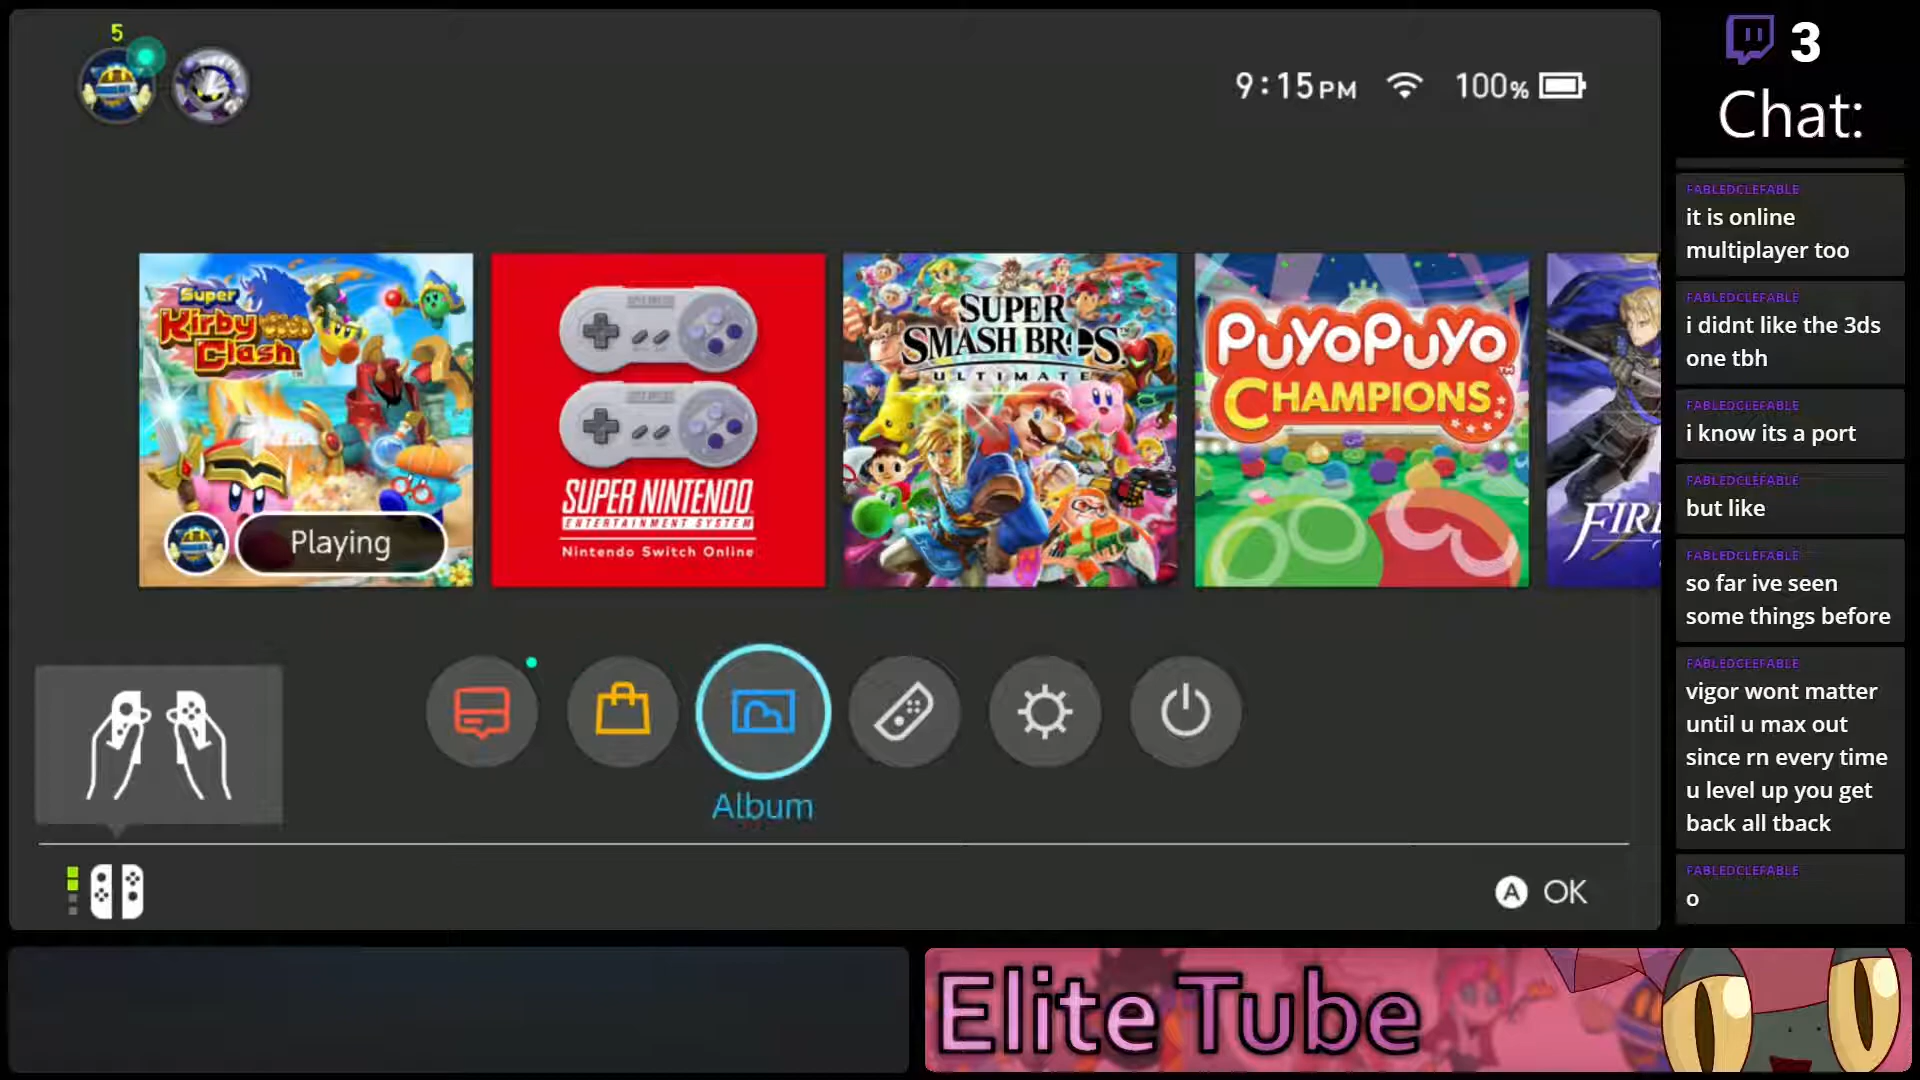 5
9:15PM
100%
3
Chat:
Super
Kirby
Clash
Playing
SUPER NINTENDO
ENTERTAINMENT SYSTEM
Nintendo Switch Online
SUPER
SMASH BROS.
ULTIMATE
PUYOPUYO
CHAMPIONS
FIR
Album
A OK
FABLEDCLEFABLE
it is online
multiplayer too
FABLEDCLEFABLE
i didnt like the 3ds
one tbh
FABLEDCLEFABLE
i know its a port
FABLEDCLEFABLE
but like
FABLEDCLEFABLE
so far ive seen
some things before
FABLEDCLEFABLE
vigor wont matter
until u max out
since rn every time
u level up you get
back all tback
FABLEDCLEFABLE
o
Elite Tube